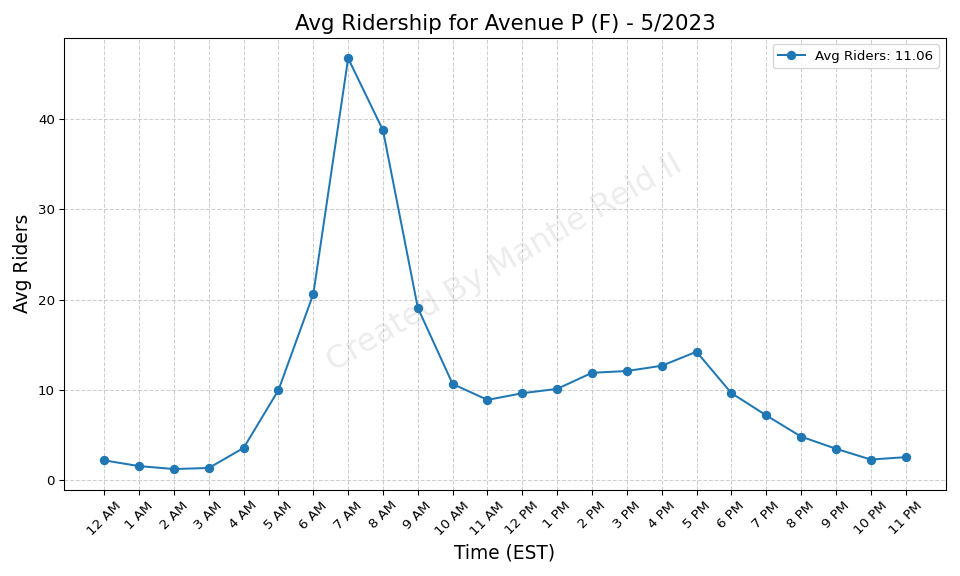 Avg Ridership for Avenue P (F) - 5/2023
Avg Riders: 11.06
Avg Riders
40
30
20
10
0
Created By Mantie Reid II
12 AM
1 AM
2 AM
3 AM
4 AM
5 AM
6 AM
7 AM
8 AM
9 AM
10 AM
11 AM
12 PM
1 PM
2 PM
3 PM
4 PM
5 PM
6 PM
7 PM
8 PM
9 PM
10 PM
11 PM
Time (EST)